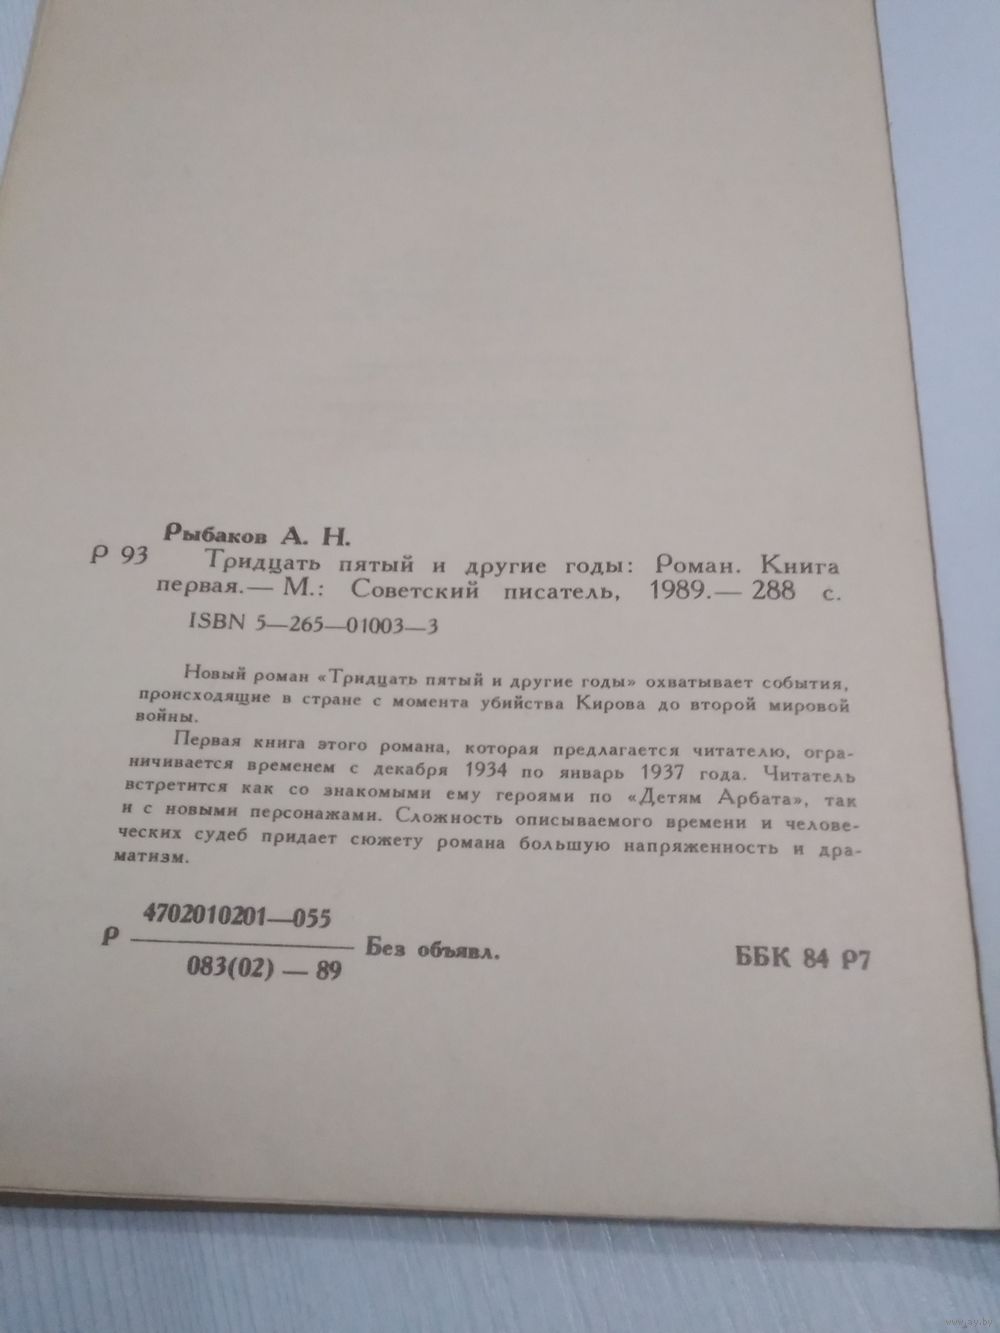 Рыбаков А. Н.
Р 93 Тридцать пятый и другие годы: Роман. Книга
первая.— М.: Советский писатель, 1989.— 288 с.
ISBN 5—265—01003—3
Новый роман «Тридцать пятый и другие годы» охватывает события,
происходящие в стране с момента убийства Кирова до второй мировой
войны.
Первая книга этого романа, которая предлагается читателю, огра-
ничивается временем с декабря 1934 по январь 1937 года. Читатель
встретится как со знакомыми ему героями по «Детям Арбата», так
и с новыми персонажами. Сложность описываемого времени и челове-
ческих судеб придает сюжету романа большую напряженность и дра-
матизм.
4702010201—055
Р Без объявл.
083(02) — 89
ББК 84 Р7
www.ay.by